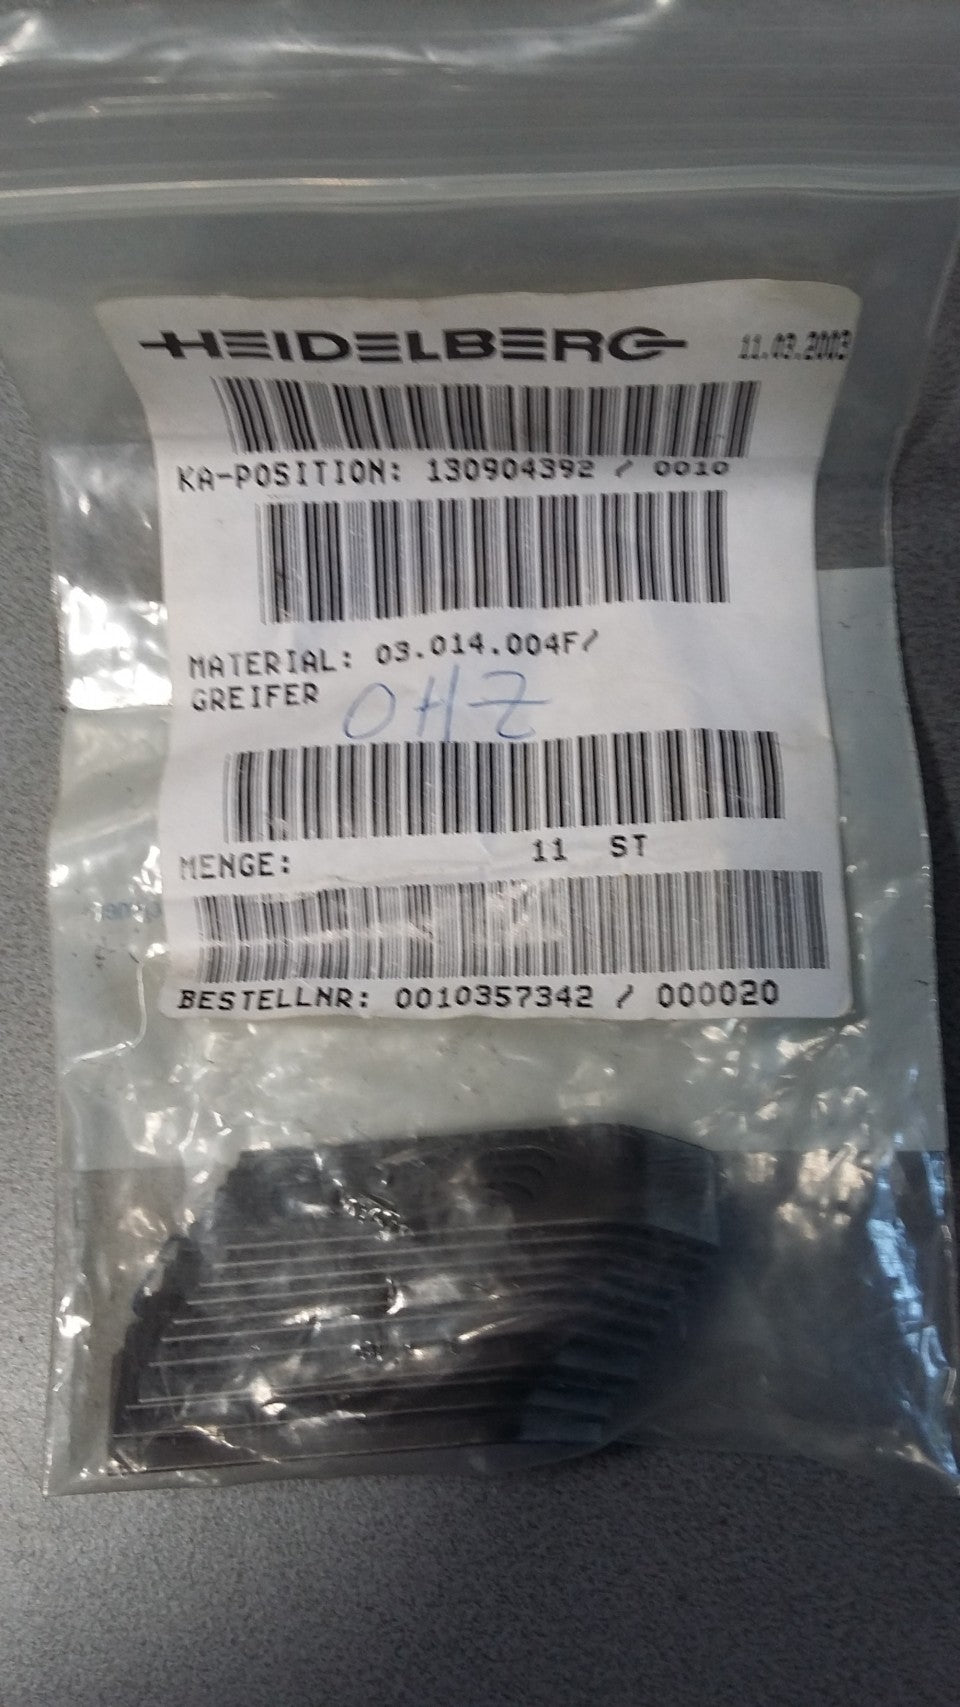 HEIDELBERG 11.03.2003
KA-POSITION: 130904392 / 0010
MATERIAL: 03.014.004F/
GREIFER
OHZ
MENGE: 11 ST
BESTELLNR: 0010357342 / 000020